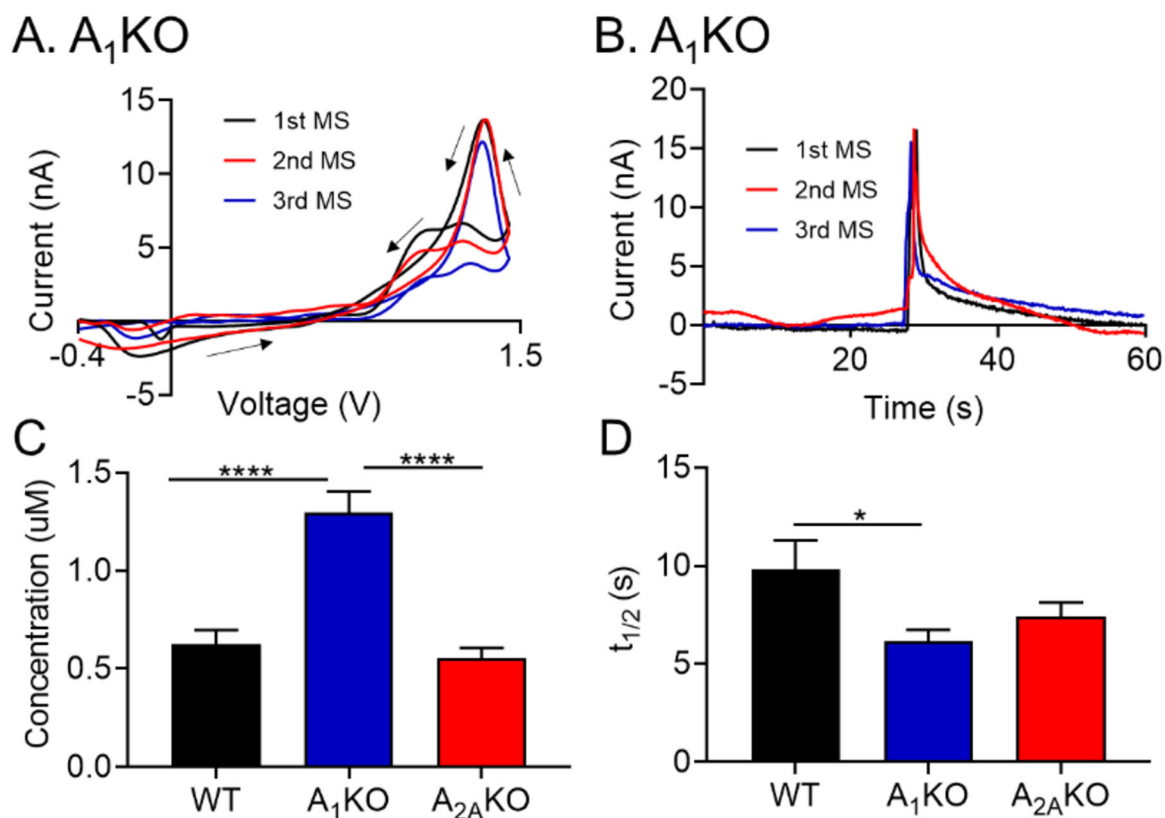 A. A₁KO
15
10
5
-5
-0.4
1.5
Current (nA)
Voltage (V)
1st MS
2nd MS
3rd MS
B. A₁KO
20
15
10
5
0
-5
20
40
60
Current (nA)
Time (s)
1st MS
2nd MS
3rd MS
C
1.5
1.0
0.5
0.0
Concentration (uM)
****
****
WT
A₁KO
A₂ₐKO
D
15
10
5
0
t₁/₂ (s)
*
WT
A₁KO
A₂ₐKO